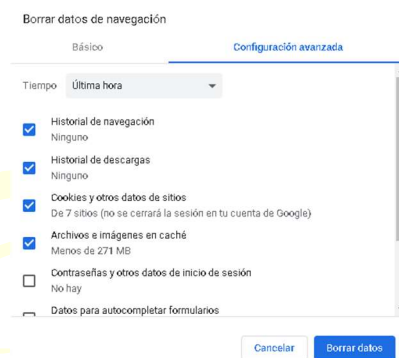 Borrar datos de navegación
Básico
Configuración avanzada
Tiempo Última hora
Historial de navegación
Ninguno
Historial de descargas
Ninguno
Cookies y otros datos de sitios
De 7 sitios (no se cerrará la sesión en tu cuenta de Google)
Archivos e imágenes en caché
Menos de 271 MB
Contraseñas y otros datos de inicio de sesión
No hay
Datos para autocompletar formularios
Cancelar
Borrar datos